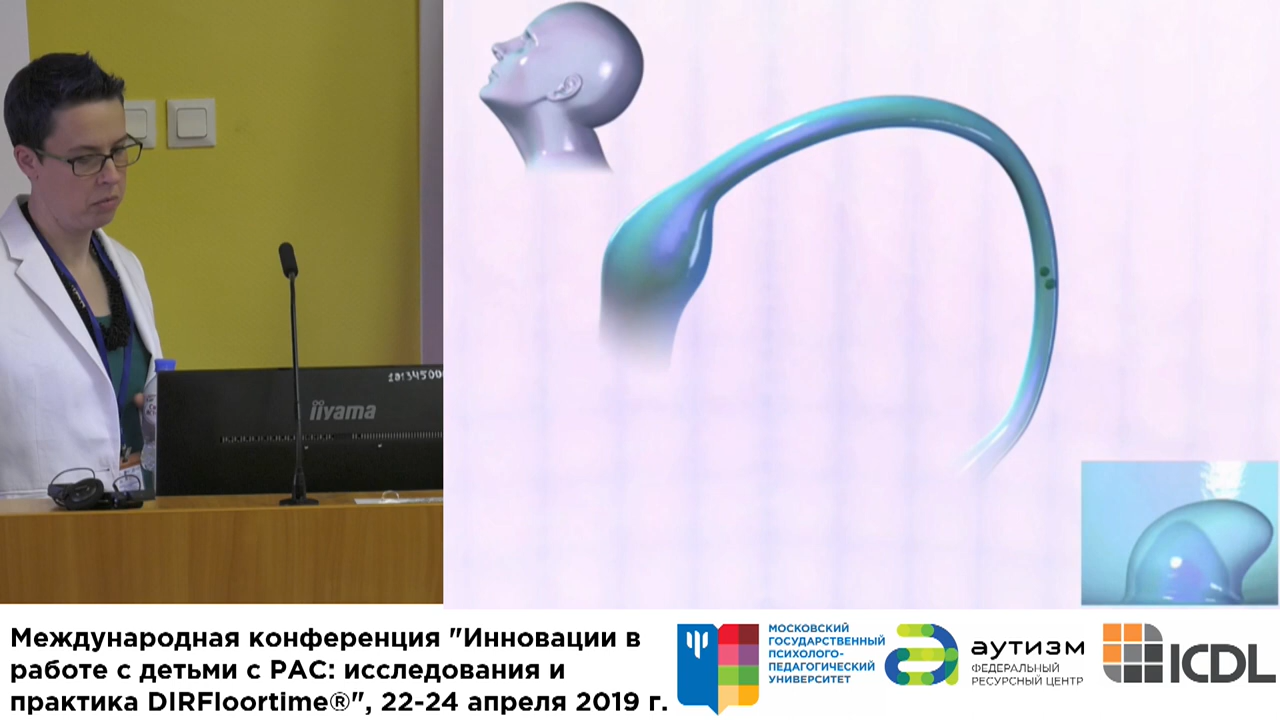 iiyama
Международная конференция "Инновации в
работе с детьми с РАС: исследования и
практика DIRFloortime®", 22-24 апреля 2019 г.
МОСКОВСКИЙ
ГОСУДАРСТВЕННЫЙ
ПСИХОЛОГО-
ПЕДАГОГИЧЕСКИЙ
УНИВЕРСИТЕТ
аутизм
ФЕДЕРАЛЬНЫЙ
РЕСУРСНЫЙ ЦЕНТР
ICDL